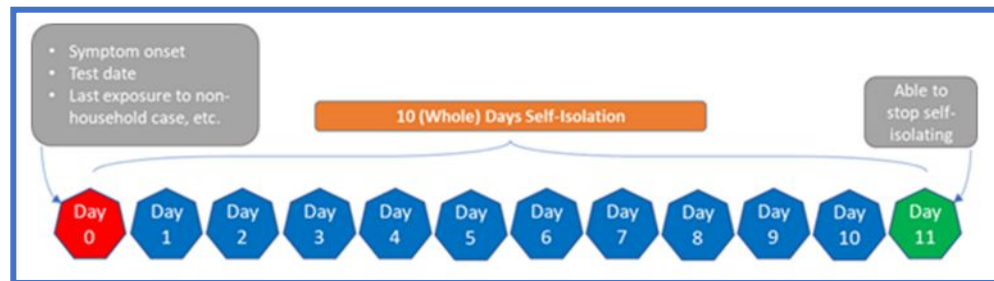 • Symptom onset
• Test date
• Last exposure to non-
household case, etc.
10 (Whole) Days Self-Isolation
Able to
stop self-
isolating
Day
0
Day
1
Day
2
Day
3
Day
4
Day
5
Day
6
Day
7
Day
8
Day
9
Day
10
Day
11